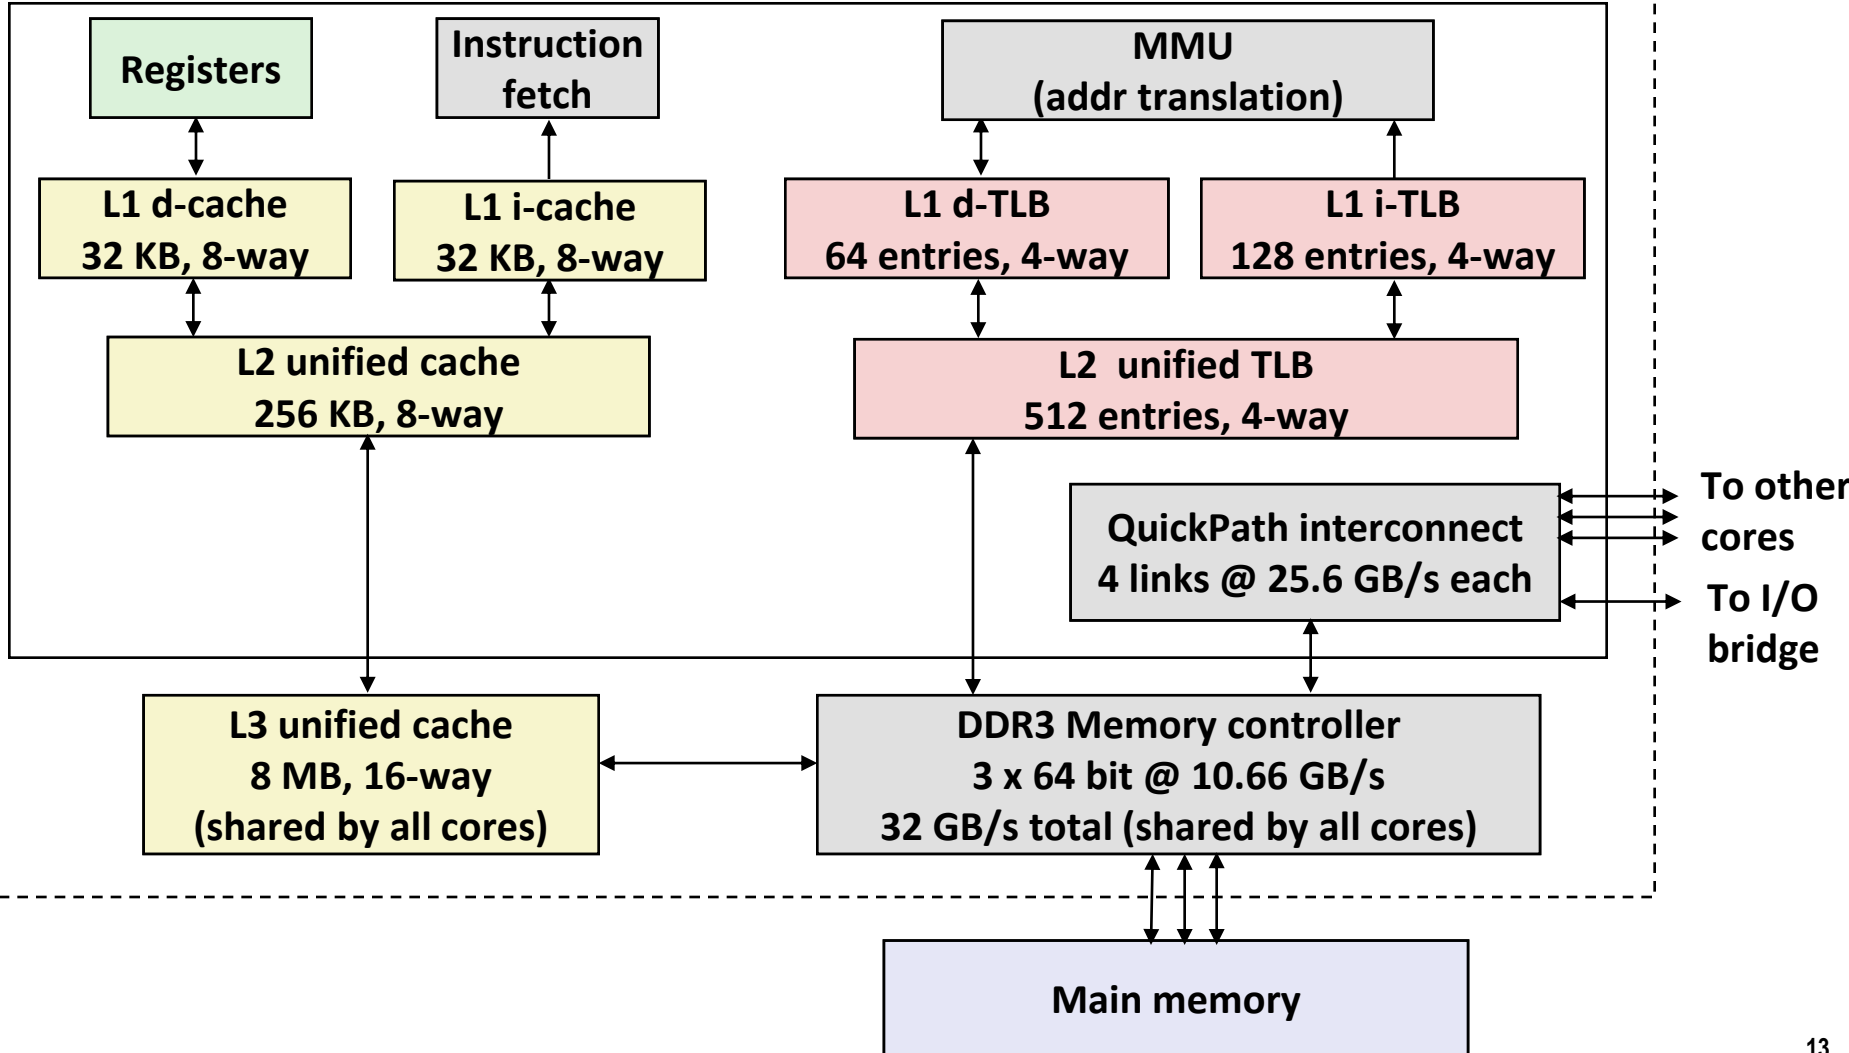 Registers
Instruction
fetch
MMU
(addr translation)
L1 d-cache
32 KB, 8-way
L1 i-cache
32 KB, 8-way
L1 d-TLB
64 entries, 4-way
L1 i-TLB
128 entries, 4-way
L2 unified cache
256 KB, 8-way
L2  unified TLB
512 entries, 4-way
QuickPath interconnect
4 links @ 25.6 GB/s each
To other
cores
To I/O
bridge
L3 unified cache
8 MB, 16-way
(shared by all cores)
DDR3 Memory controller
3 x 64 bit @ 10.66 GB/s
32 GB/s total (shared by all cores)
Main memory
13